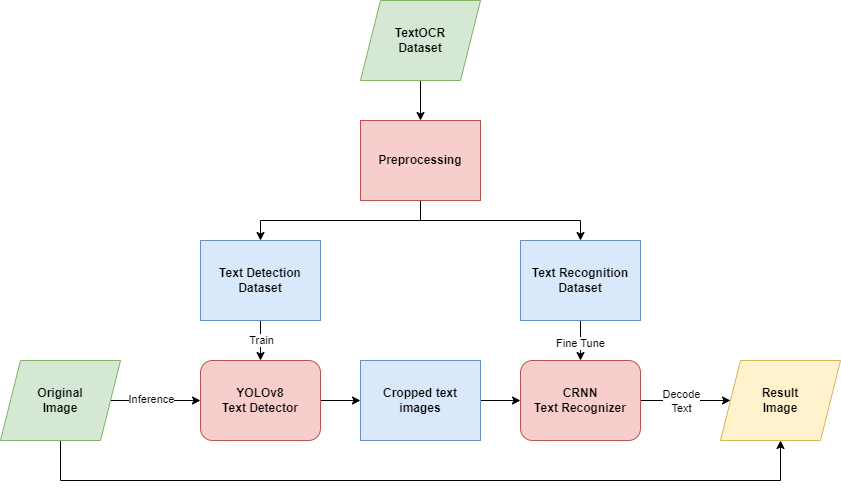 TextOCR
Dataset
Preprocessing
Text Detection
Dataset
Text Recognition
Dataset
Train
Fine Tune
Original
Image
Inference
YOLOv8
Text Detector
Cropped text
images
CRNN
Text Recognizer
Decode
Text
Result
Image